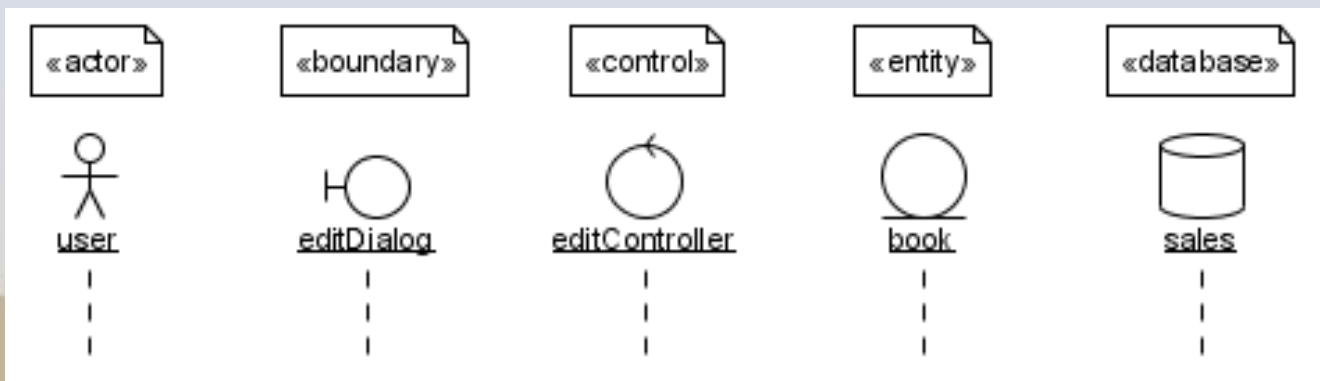 «actor»
«boundary»
«control»
«entity»
«database»
user
editDialog
editController
book
sales